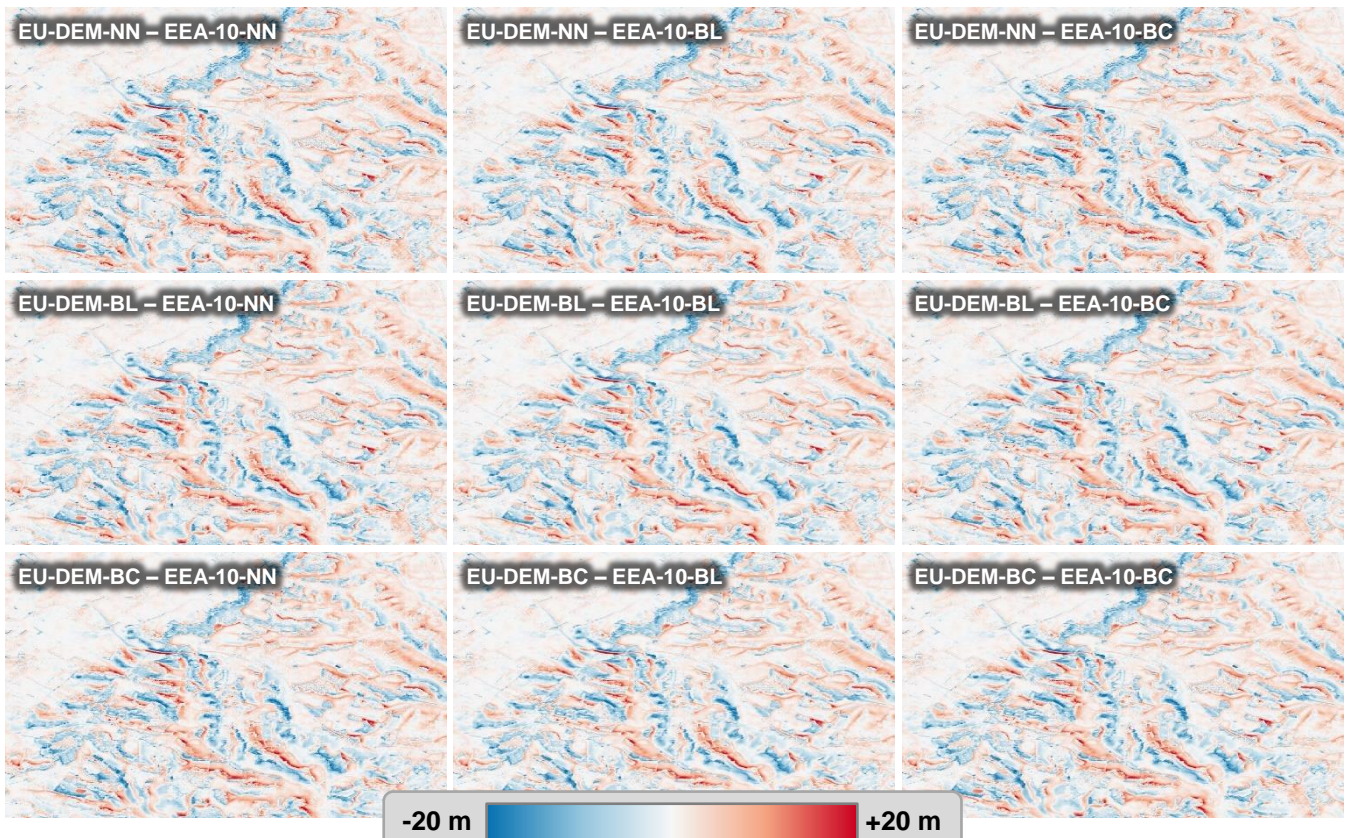 EU-DEM-NN – EEA-10-NN
EU-DEM-NN – EEA-10-BL
EU-DEM-NN – EEA-10-BC
EU-DEM-BL – EEA-10-NN
EU-DEM-BL – EEA-10-BL
EU-DEM-BL – EEA-10-BC
EU-DEM-BC – EEA-10-NN
EU-DEM-BC – EEA-10-BL
EU-DEM-BC – EEA-10-BC
-20 m +20 m